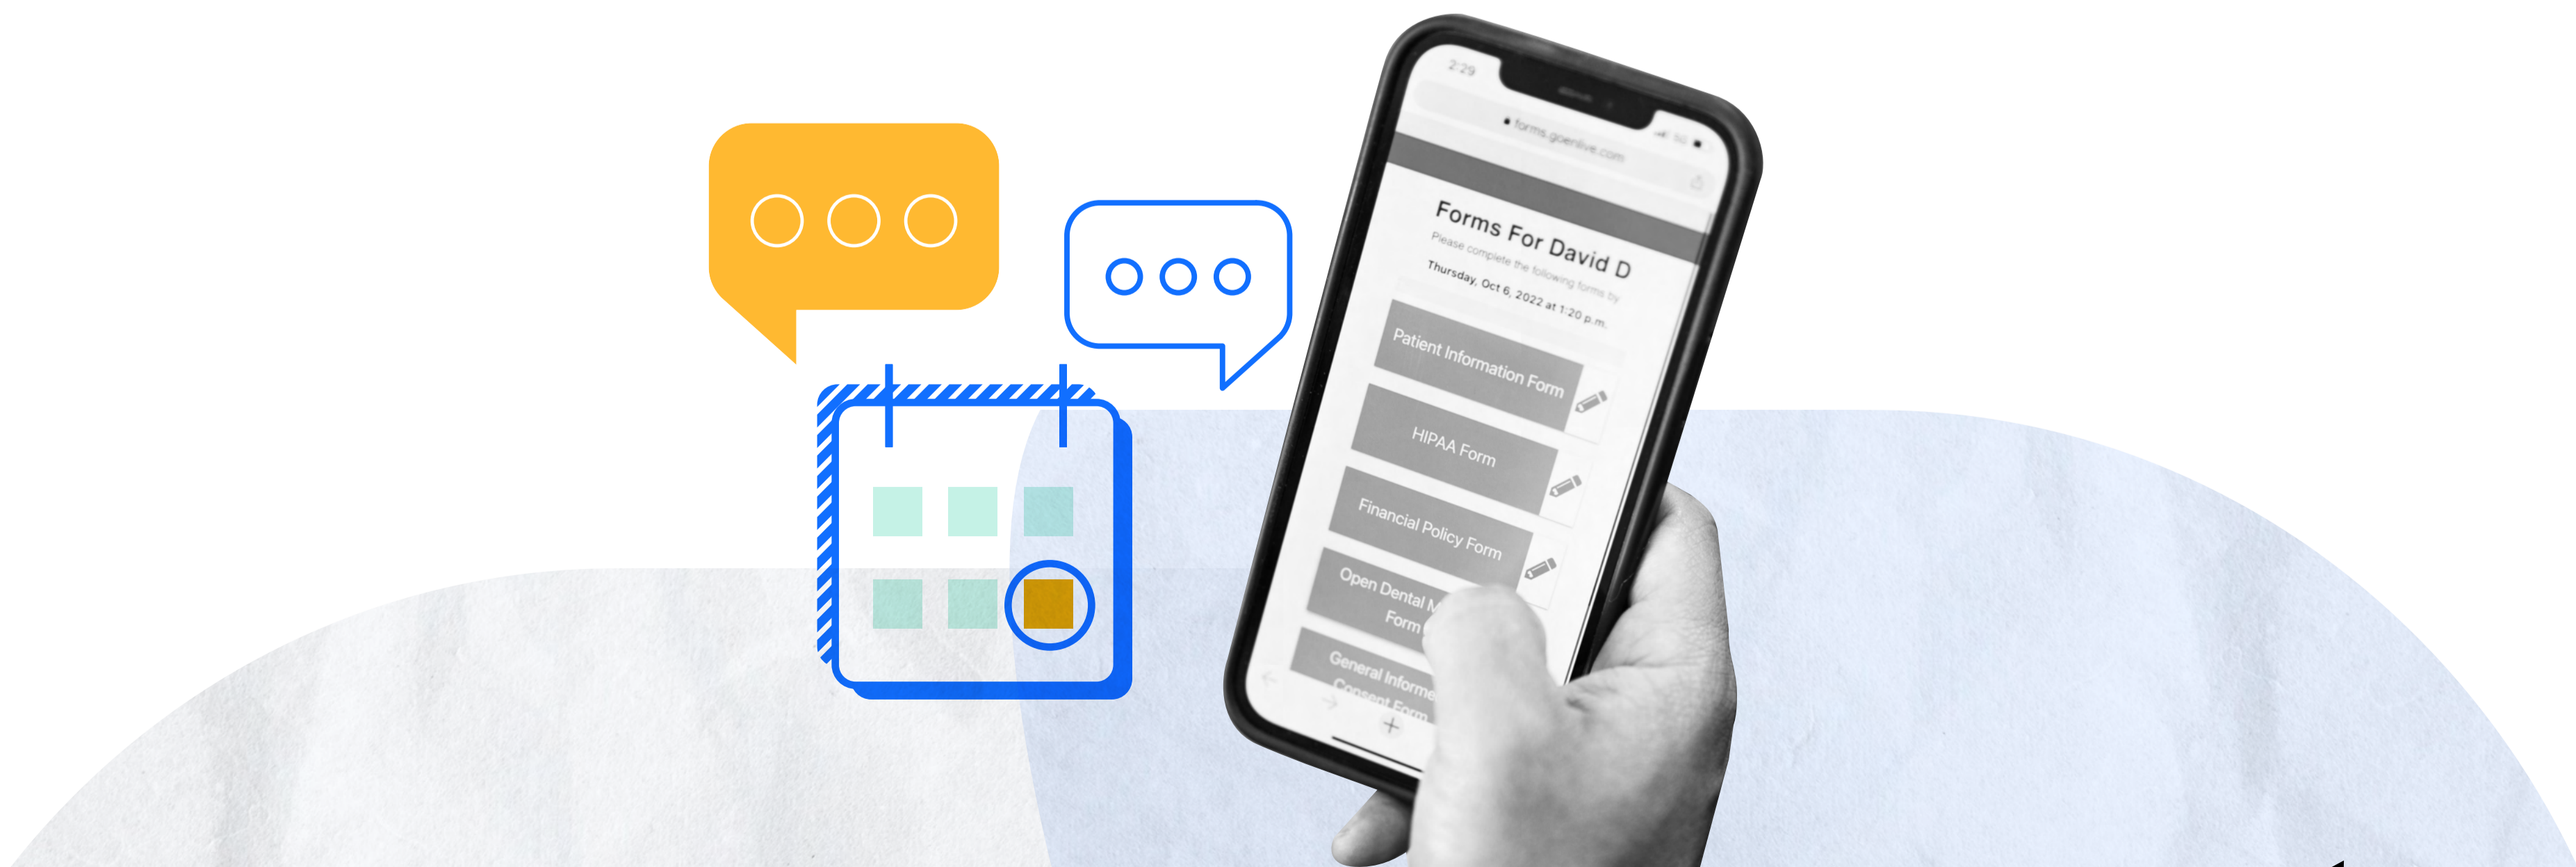 2:29
5G
forms.goenlive.com
Forms For David D
Please complete the following forms by
Thursday, Oct 6, 2022 at 1:20 p.m.
Patient Information Form
HIPAA Form
Financial Policy Form
Open Dental M
Form
General Informe
Consent Form